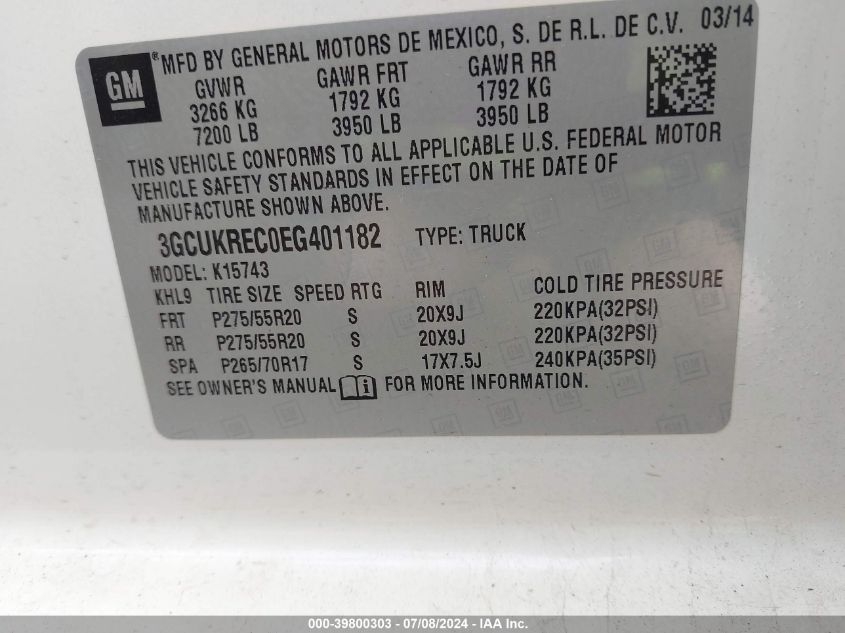 GM ® MFD BY GENERAL MOTORS DE MEXICO, S. DE R.L. DE C.V. 03/14
GVWR GAWR FRT GAWR RR
3266 KG 1792 KG 1792 KG
7200 LB 3950 LB 3950 LB
THIS VEHICLE CONFORMS TO ALL APPLICABLE U.S. FEDERAL MOTOR
VEHICLE SAFETY STANDARDS IN EFFECT ON THE DATE OF
MANUFACTURE SHOWN ABOVE.
3GCUKREC0EG401182 TYPE: TRUCK
MODEL: K15743
KHL9 TIRE SIZE SPEED RTG RIM COLD TIRE PRESSURE
FRT P275/55R20 S 20X9J 220KPA(32PSI)
RR P275/55R20 S 20X9J 220KPA(32PSI)
SPA P265/70R17 S 17X7.5J 240KPA(35PSI)
SEE OWNER'S MANUAL i FOR MORE INFORMATION.
000-39800303 - 07/08/2024 - IAA Inc.